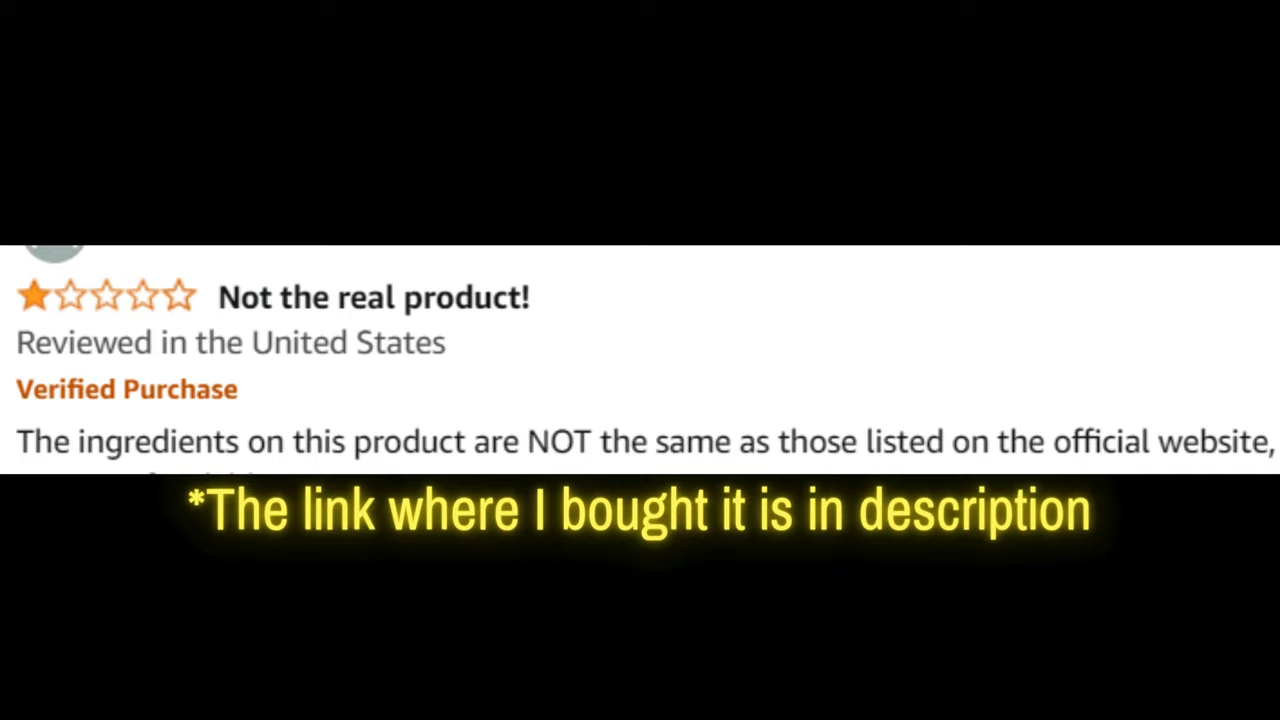 Not the real product!
Reviewed in the United States
Verified Purchase
The ingredients on this product are NOT the same as those listed on the official website,
*The link where I bought it is in description